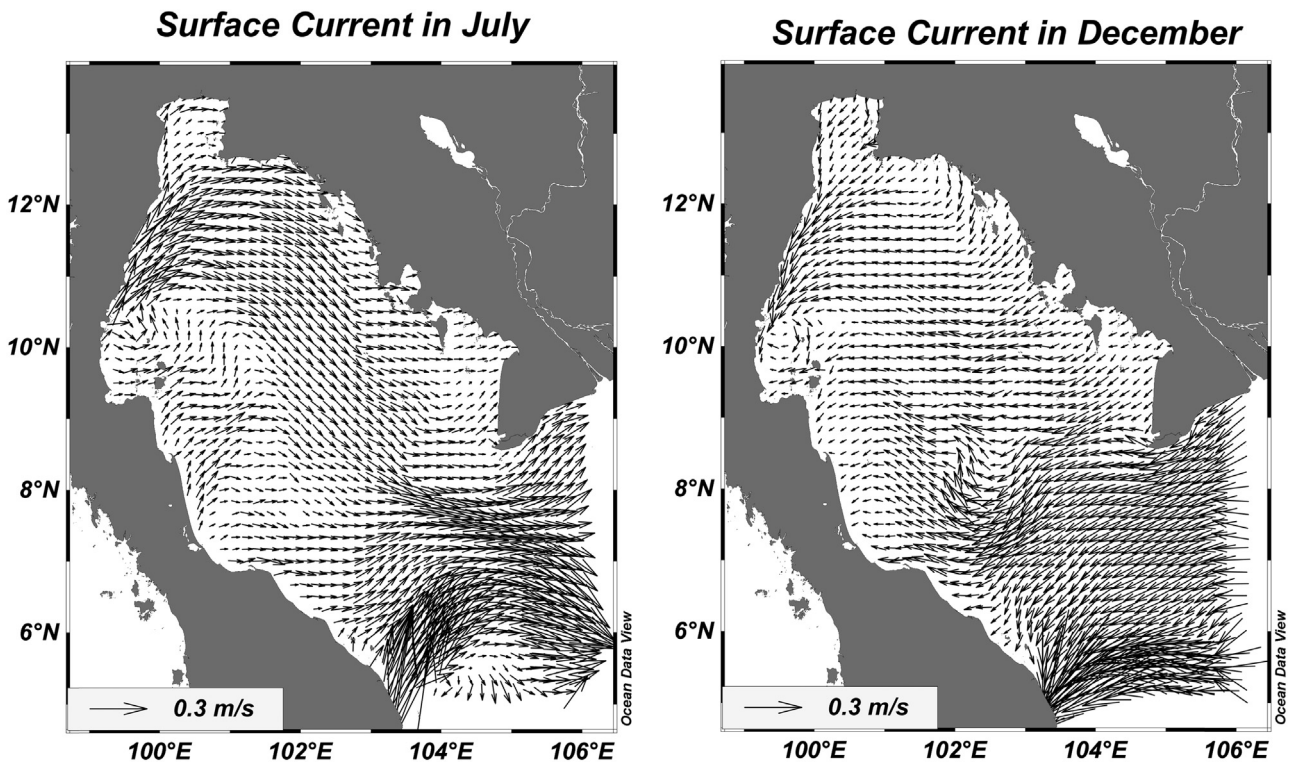 Surface Current in July
12°N
10°N
8°N
6°N
0.3 m/s
100°E 102°E 104°E 106°E
Ocean Data View
Surface Current in December
12°N
10°N
8°N
6°N
0.3 m/s
100°E 102°E 104°E 106°E
Ocean Data View